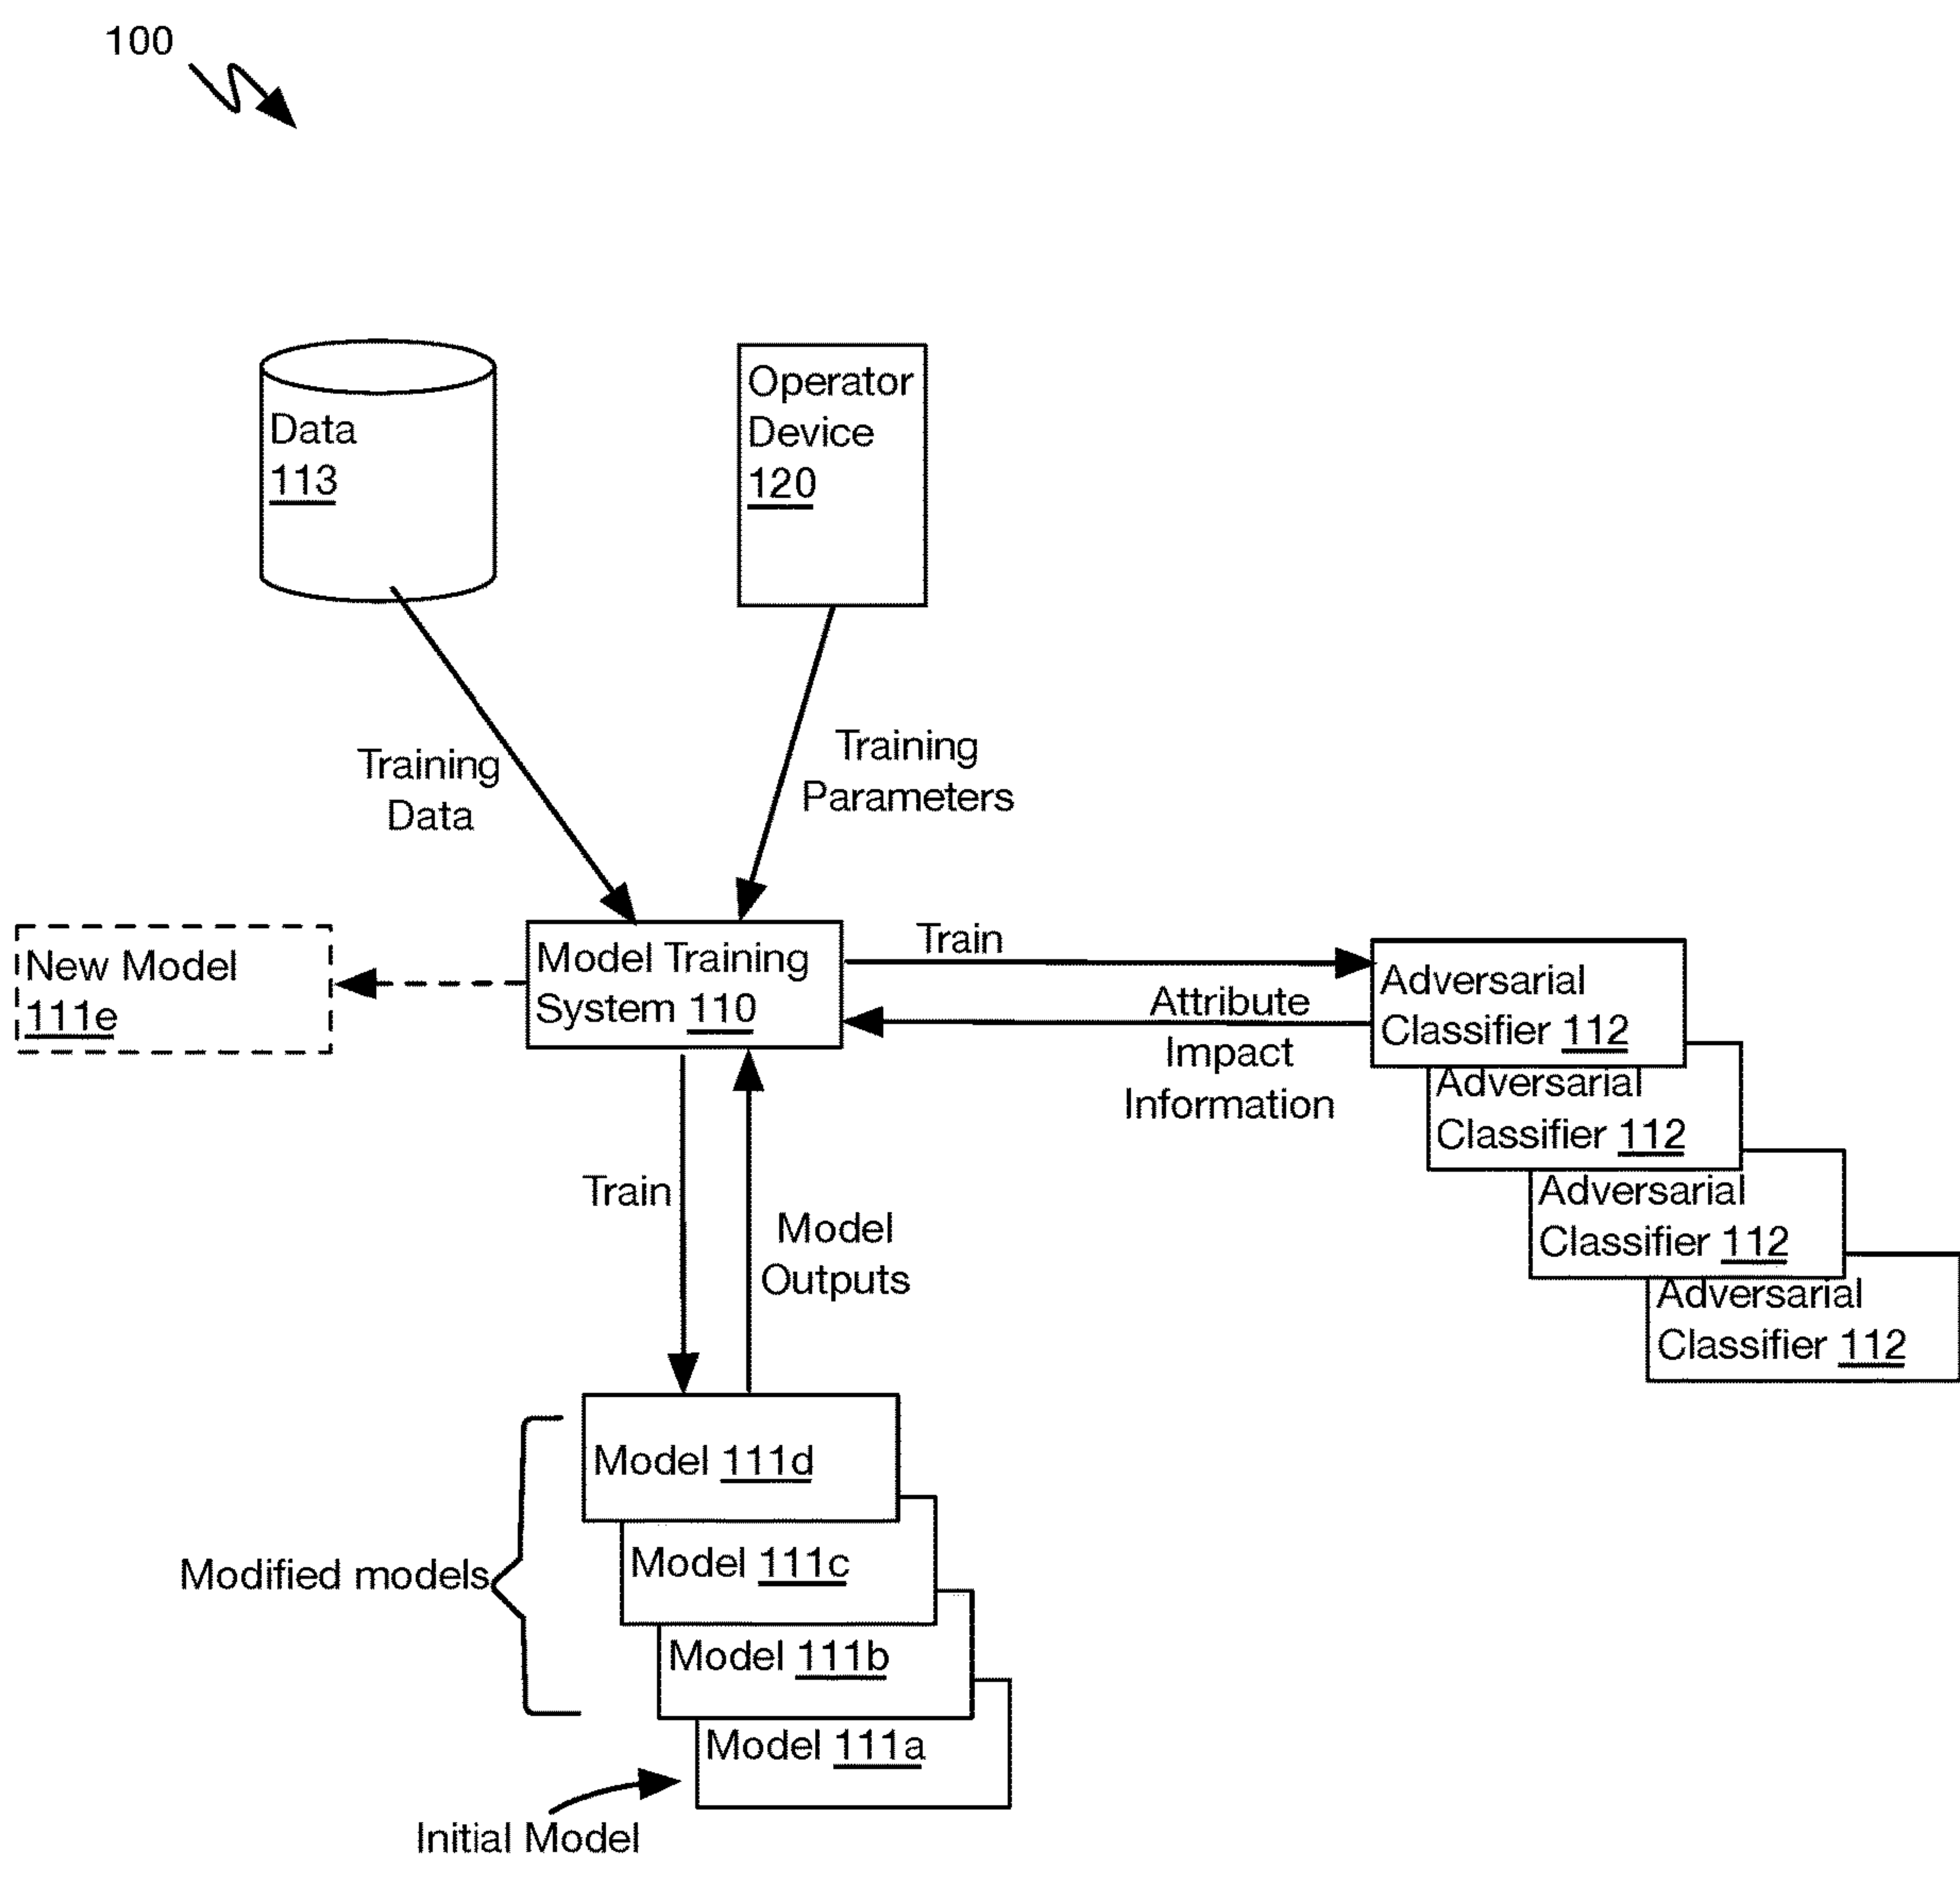 100
Data
113
Operator
Device
120
Training
Data
Training
Parameters
New Model
111e
Model Training
System 110
Train
Attribute
Impact
Information
Adversarial
Classifier 112
Adversarial
Classifier 112
Adversarial
Classifier 112
Adversarial
Classifier 112
Train
Model
Outputs
Modified models
Model 111d
Model 111c
Model 111b
Model 111a
Initial Model